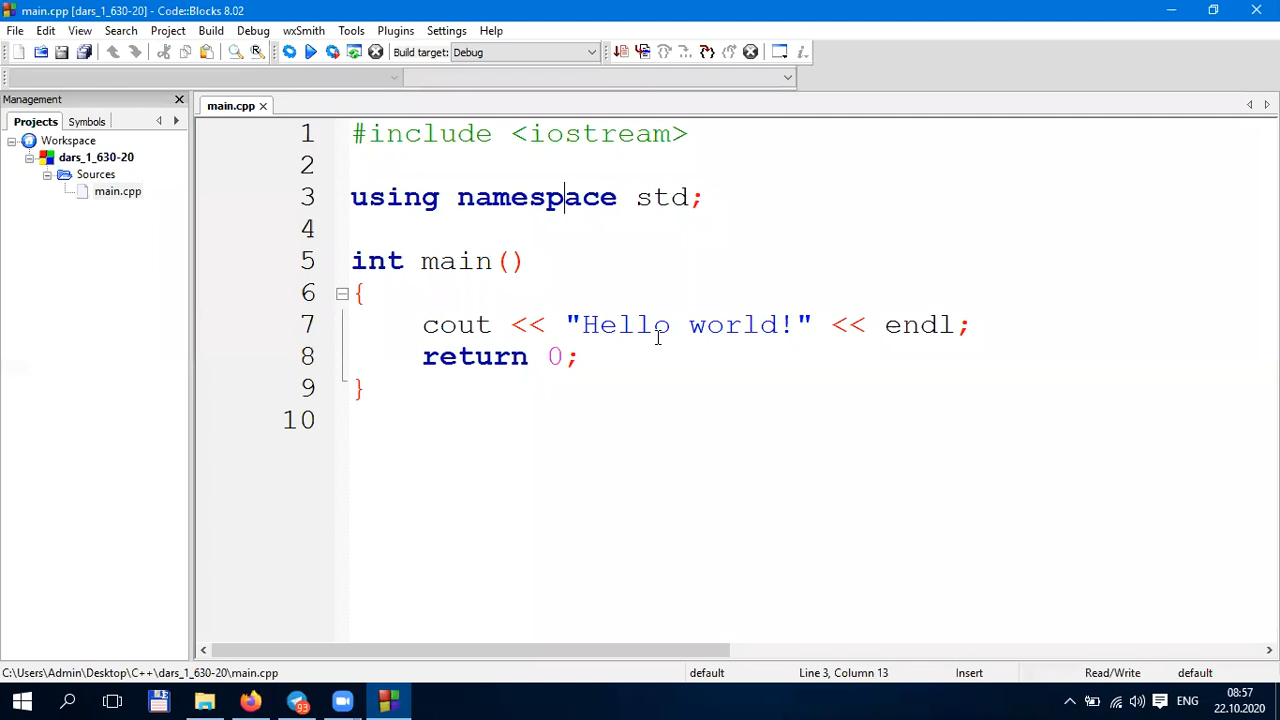 main.cpp [dars_1_630-20] - Code::Blocks 8.02
File Edit View Search Project Build Debug wxSmith Tools Plugins Settings Help
Build target: Debug
Management
main.cpp
Projects Symbols
Workspace
dars_1_630-20
Sources
main.cpp
1 #include <iostream>
2
3 using namespace std;
4
5 int main()
6 {
7 cout << "Hello world!" << endl;
8 return 0;
9 }
10
C:\Users\Admin\Desktop\C++\dars_1_630-20\main.cpp default Line 3, Column 13 Insert Read/Write default
93 ENG 08:57
22.10.2020